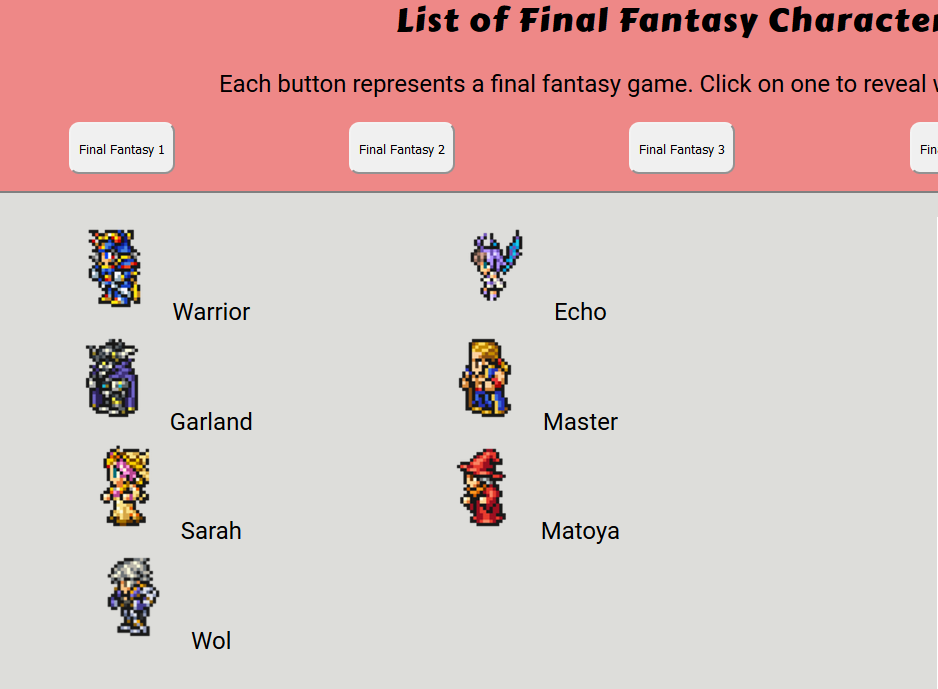 List of Final Fantasy Character
Each button represents a final fantasy game. Click on one to reveal
Final Fantasy 1
Final Fantasy 2
Final Fantasy 3
Fin
Warrior
Echo
Garland
Master
Sarah
Matoya
Wol